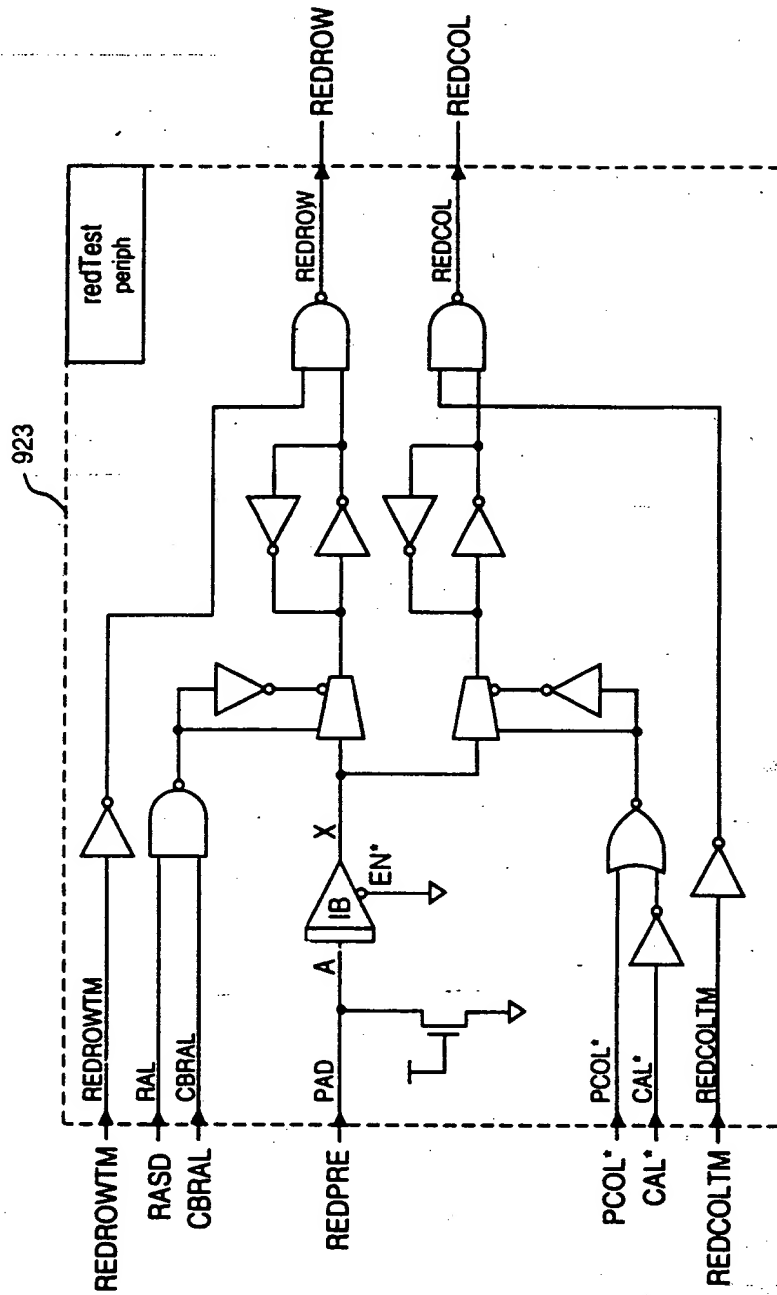 923
redTest
periph
REDROWTM
REDROWTM
RASD
RAL
CBRAL
CBRAL
REDPRE
PAD
A
IB
X
EN*
PCOL*
PCOL*
CAL*
CAL*
REDCOLTM
REDCOLTM
REDROW
REDROW
REDCOL
REDCOL